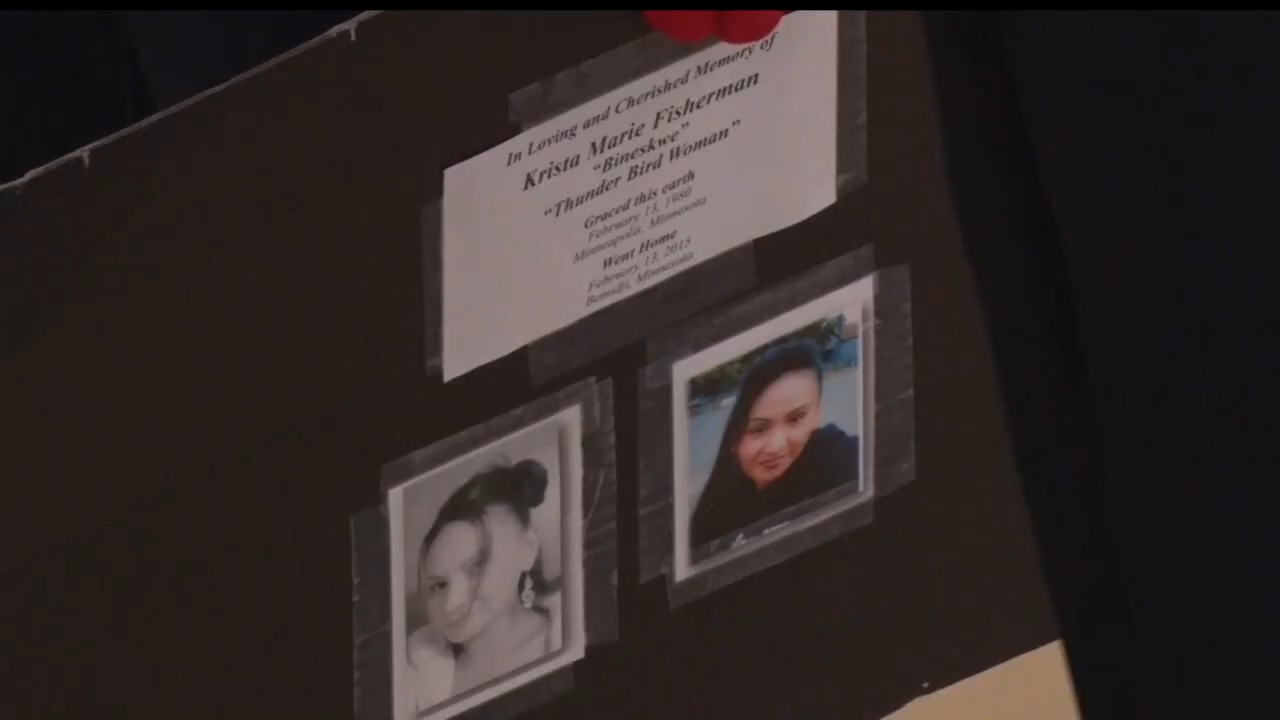 In Loving and Cherished Memory of
Krista Marie Fisherman
“Bineskwe”
“Thunder Bird Woman”
Graced this earth
February 13, 1980
Minneapolis, Minnesota
Went Home
February 13, 2015
Bemidji, Minnesota